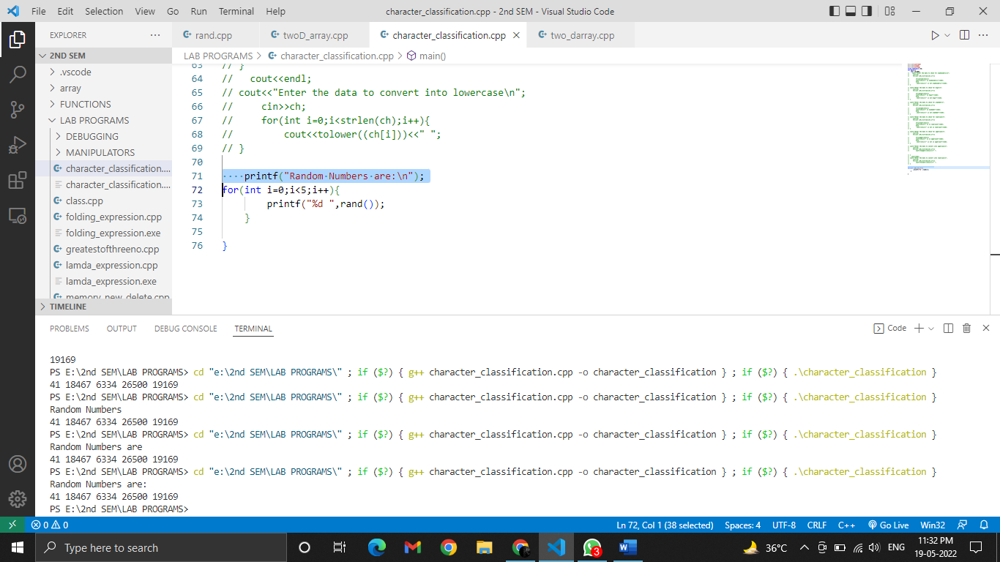 File Edit Selection View Go Run Terminal Help character_classification.cpp - 2nd SEM - Visual Studio Code
EXPLORER
rand.cpp twoD_array.cpp character_classification.cpp two_darray.cpp
2ND SEM
LAB PROGRAMS > character_classification.cpp > main()
.vscode
array
FUNCTIONS
LAB PROGRAMS
DEBUGGING
MANIPULATORS
character_classification....
character_classification....
class.cpp
folding_expression.cpp
folding_expression.exe
greatestofthreeno.cpp
lamda_expression.cpp
lamda_expression.exe
memory_new_delete.cpp
TIMELINE
63 // }
64 //   cout<<endl;
65 // cout<<"Enter the data to convert into lowercase\n";
66 //     cin>>ch;
67 //     for(int i=0;i<strlen(ch);i++){
68 //         cout<<tolower((ch[i]))<<" ";
69 // }
70
71 ····printf("Random·Numbers·are:\n");
72 for(int i=0;i<5;i++){
73         printf("%d ",rand());
74     }
75
76 }
PROBLEMS OUTPUT DEBUG CONSOLE TERMINAL Code
19169
PS E:\2nd SEM\LAB PROGRAMS> cd "e:\2nd SEM\LAB PROGRAMS\" ; if ($?) { g++ character_classification.cpp -o character_classification } ; if ($?) { .\character_classification }
41 18467 6334 26500 19169
PS E:\2nd SEM\LAB PROGRAMS> cd "e:\2nd SEM\LAB PROGRAMS\" ; if ($?) { g++ character_classification.cpp -o character_classification } ; if ($?) { .\character_classification }
Random Numbers
41 18467 6334 26500 19169
PS E:\2nd SEM\LAB PROGRAMS> cd "e:\2nd SEM\LAB PROGRAMS\" ; if ($?) { g++ character_classification.cpp -o character_classification } ; if ($?) { .\character_classification }
Random Numbers are
41 18467 6334 26500 19169
PS E:\2nd SEM\LAB PROGRAMS> cd "e:\2nd SEM\LAB PROGRAMS\" ; if ($?) { g++ character_classification.cpp -o character_classification } ; if ($?) { .\character_classification }
Random Numbers are:
41 18467 6334 26500 19169
PS E:\2nd SEM\LAB PROGRAMS>
0 0 Ln 72, Col 1 (38 selected) Spaces: 4 UTF-8 CRLF C++ Go Live Win32
Type here to search 3 36°C ENG 11:32 PM
19-05-2022